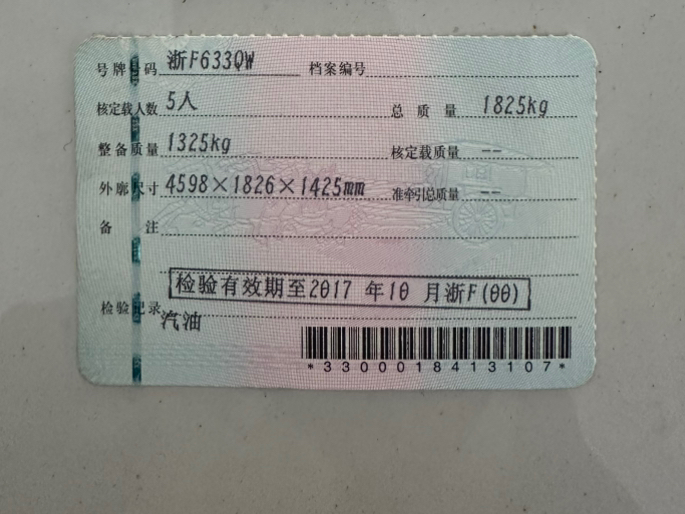 号牌号码 浙F633QW 档案编号
核定载人数 5人 总质量 1825kg
整备质量 1325kg 核定载质量 --
外廓尺寸 4598×1826×1425mm 准牵引总质量 --
备注
检验有效期至2017 年10 月浙F(00)
检验记录
汽油
*3300018413107*